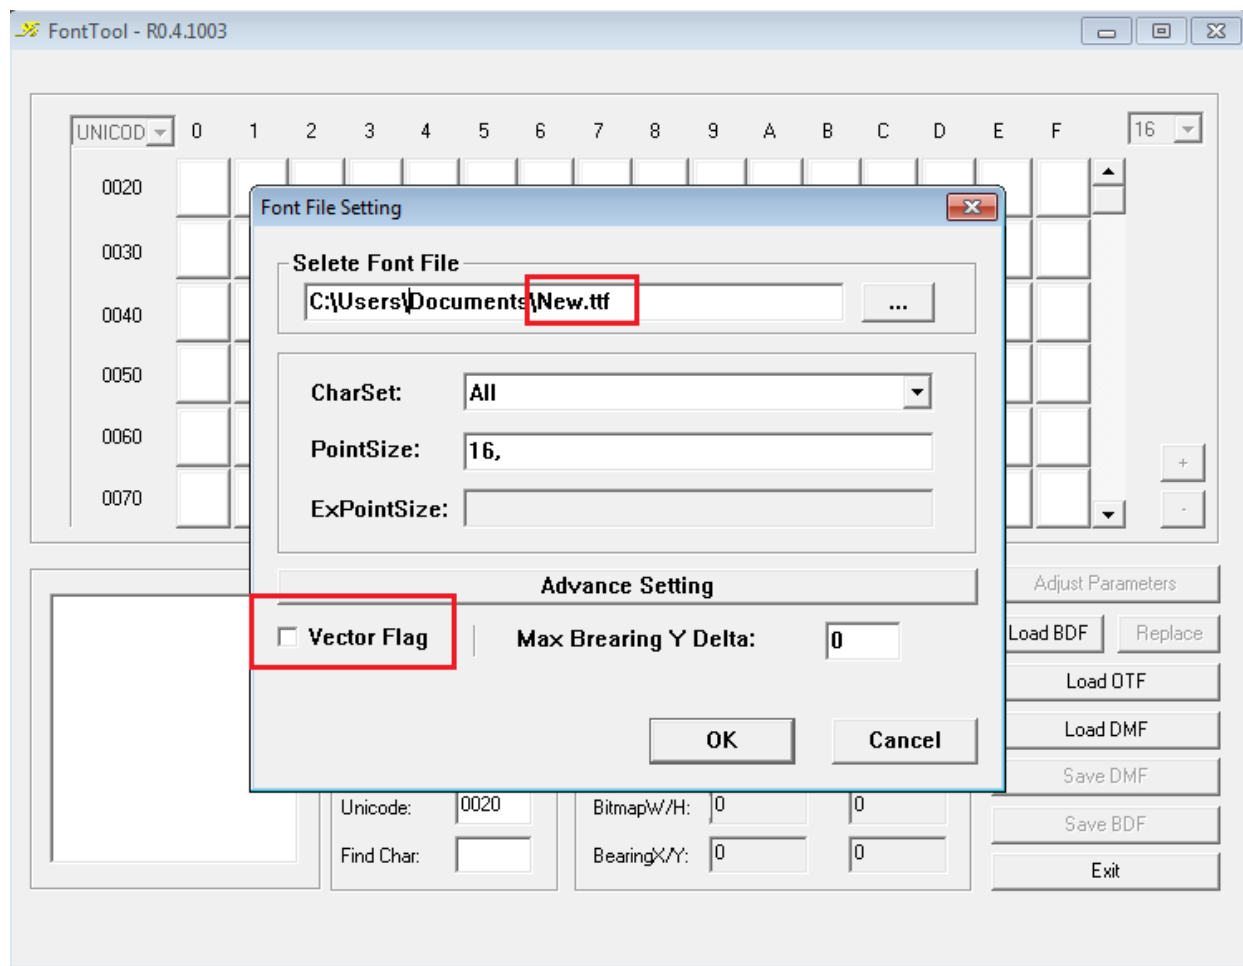 FontTool - R0.4.1003
UNICOD 0 1 2 3 4 5 6 7 8 9 A B C D E F 16
0020
Font File Setting
0030
Selete Font File
C:\Users\Documents\New.ttf ...
0040
0050
CharSet: All
0060
PointSize: 16,
+
0070
ExPointSize:
-
Advance Setting
Adjust Parameters
Vector Flag Max Brearing Y Delta: 0
Load BDF Replace
Load OTF
OK Cancel
Load DMF
Save DMF
Unicode: 0020 BitmapW/H: 0 0
Save BDF
Find Char: BearingX/Y: 0 0
Exit